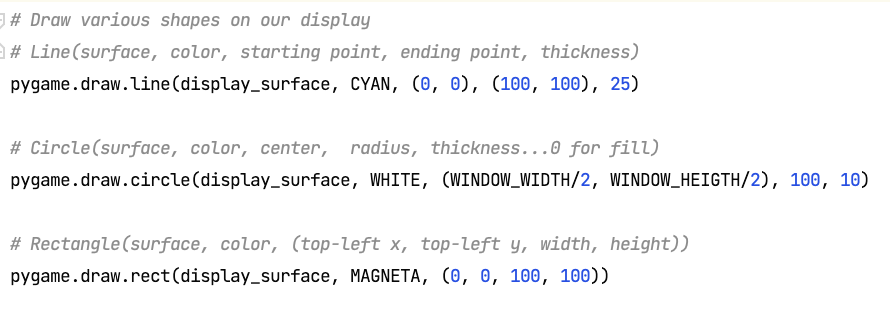 # Draw various shapes on our display
# Line(surface, color, starting point, ending point, thickness)
pygame.draw.line(display_surface, CYAN, (0, 0), (100, 100), 25)
# Circle(surface, color, center,  radius, thickness...0 for fill)
pygame.draw.circle(display_surface, WHITE, (WINDOW_WIDTH/2, WINDOW_HEIGTH/2), 100, 10)
# Rectangle(surface, color, (top-left x, top-left y, width, height))
pygame.draw.rect(display_surface, MAGNETA, (0, 0, 100, 100))